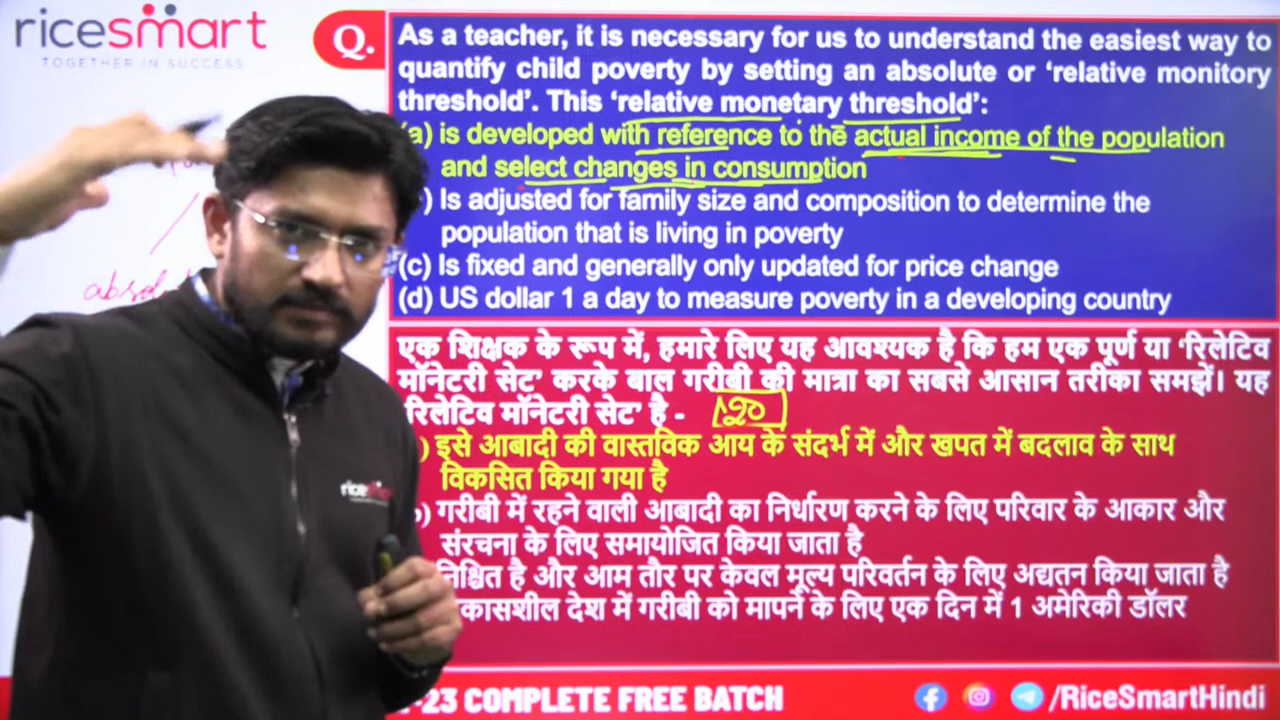 ricesmart
TOGETHER IN SUCCESS
Q.
As a teacher, it is necessary for us to understand the easiest way to
quantify child poverty by setting an absolute or ‘relative monitory
threshold’. This ‘relative monetary threshold’:
a) is developed with reference to the actual income of the population
and select changes in consumption
) Is adjusted for family size and composition to determine the
population that is living in poverty
(c) Is fixed and generally only updated for price change
(d) US dollar 1 a day to measure poverty in a developing country
एक शिक्षक के रूप में, हमारे लिए यह आवश्यक है कि हम एक पूर्ण या ‘रिलेटिव
मॉनेटरी सेट’ करके बाल गरीबी की मात्रा का सबसे आसान तरीका समझें। यह
रिलेटिव मॉनेटरी सेट’ है -
) इसे आबादी की वास्तविक आय के संदर्भ में और खपत में बदलाव के साथ
विकसित किया गया है
) गरीबी में रहने वाली आबादी का निर्धारण करने के लिए परिवार के आकार और
संरचना के लिए समायोजित किया जाता है
निश्चित है और आम तौर पर केवल मूल्य परिवर्तन के लिए अद्यतन किया जाता है
कासशील देश में गरीबी को मापने के लिए एक दिन में 1 अमेरिकी डॉलर
absol
rice
-23 COMPLETE FREE BATCH
/RiceSmartHindi